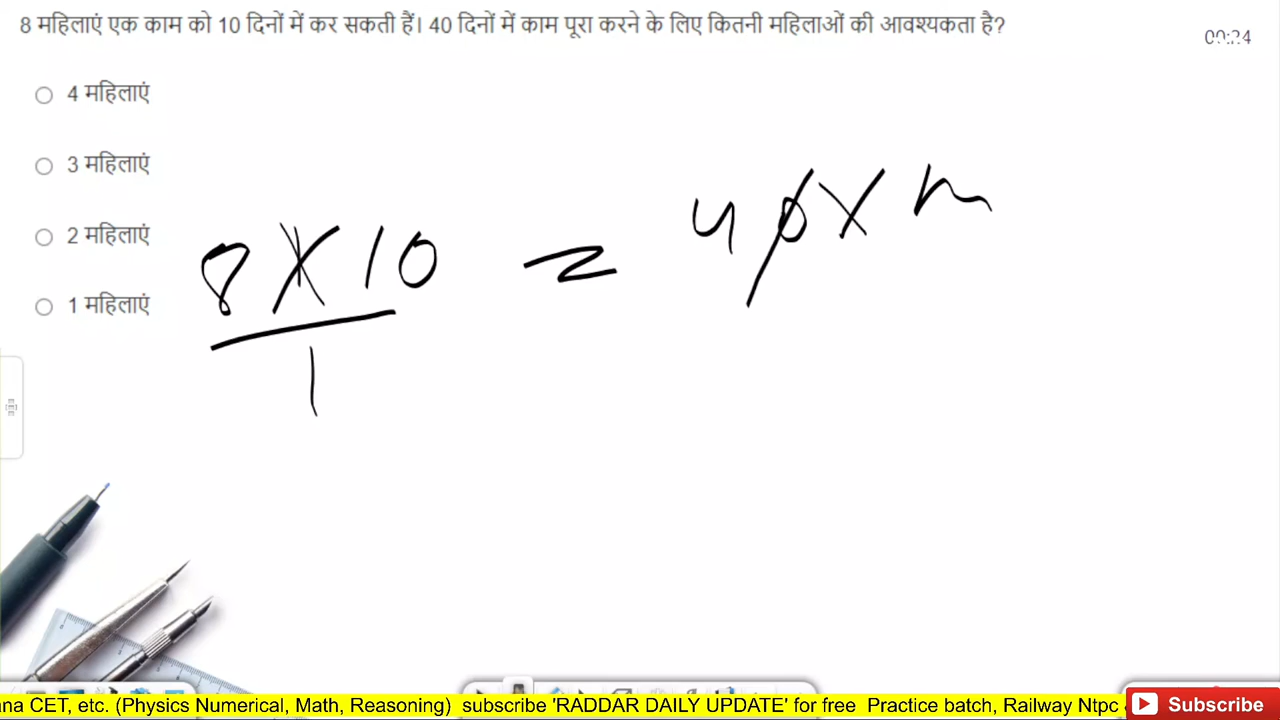 8 महिलाएं एक काम को 10 दिनों में कर सकती हैं। 40 दिनों में काम पूरा करने के लिए कितनी महिलाओं की आवश्यकता है?
00:24
4 महिलाएं
3 महिलाएं
2 महिलाएं
1 महिलाएं
8 X 10 = 40 X m
1
ana CET, etc. (Physics Numerical, Math, Reasoning) subscribe 'RADDAR DAILY UPDATE' for free Practice batch, Railway Ntpc
Subscribe